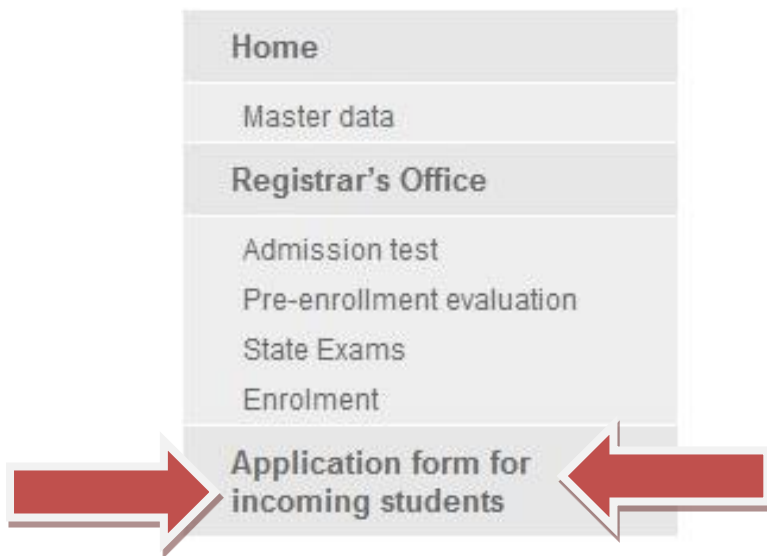 Home
Master data
Registrar's Office
Admission test
Pre-enrollment evaluation
State Exams
Enrolment
Application form for
incoming students